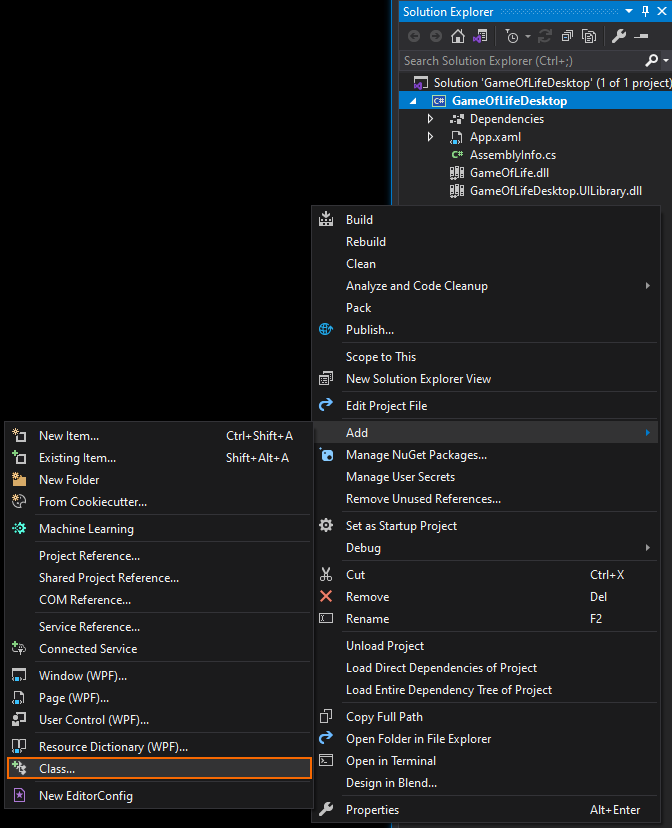 Solution Explorer
Search Solution Explorer (Ctrl+;)
Solution 'GameOfLifeDesktop' (1 of 1 project)
C# GameOfLifeDesktop
Dependencies
App.xaml
C# AssemblyInfo.cs
GameOfLife.dll
GameOfLifeDesktop.UILibrary.dll
Build
Rebuild
Clean
Analyze and Code Cleanup
Pack
Publish...
Scope to This
New Solution Explorer View
Edit Project File
Add
Manage NuGet Packages...
Manage User Secrets
Remove Unused References...
Set as Startup Project
Debug
Cut Ctrl+X
Remove Del
Rename F2
Unload Project
Load Direct Dependencies of Project
Load Entire Dependency Tree of Project
Copy Full Path
Open Folder in File Explorer
Open in Terminal
Design in Blend...
Properties Alt+Enter
New Item... Ctrl+Shift+A
Existing Item... Shift+Alt+A
New Folder
From Cookiecutter...
Machine Learning
Project Reference...
Shared Project Reference...
COM Reference...
Service Reference...
Connected Service
Window (WPF)...
Page (WPF)...
User Control (WPF)...
Resource Dictionary (WPF)...
Class...
New EditorConfig